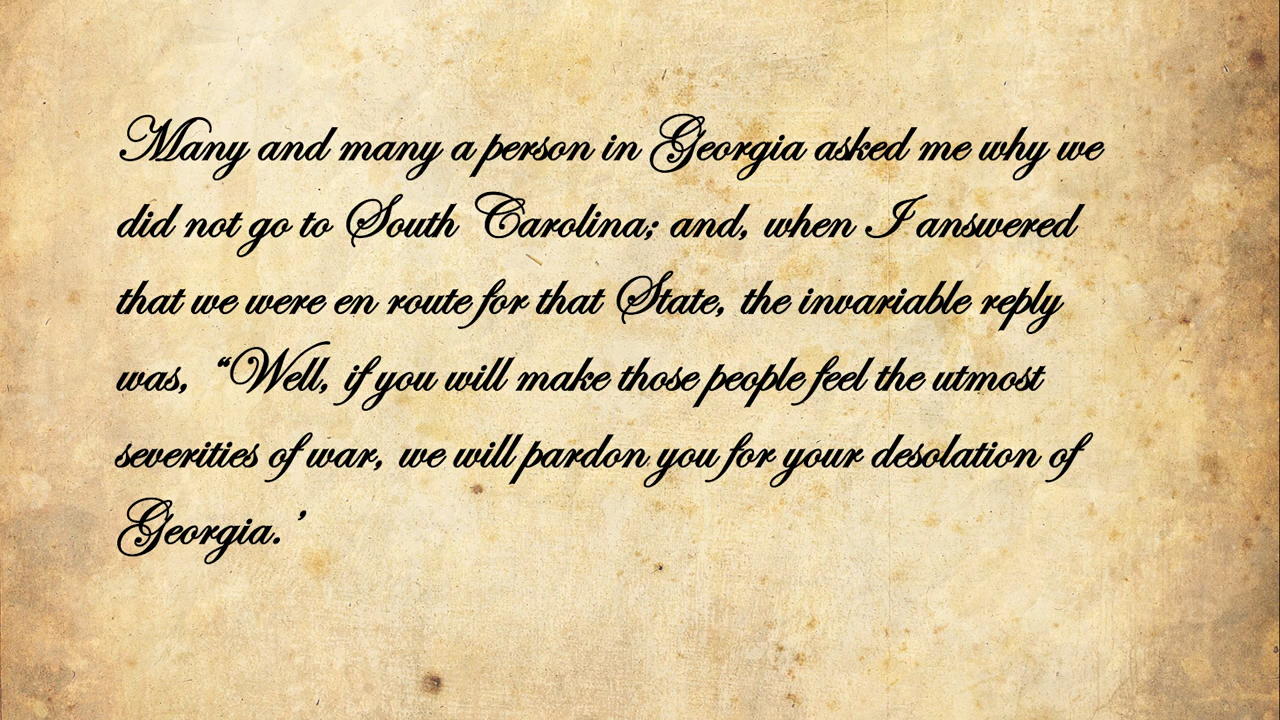 Many and many a person in Georgia asked me why we
did not go to South Carolina; and, when I answered
that we were en route for that State, the invariable reply
was, “Well, if you will make those people feel the utmost
severities of war, we will pardon you for your desolation of
Georgia.’